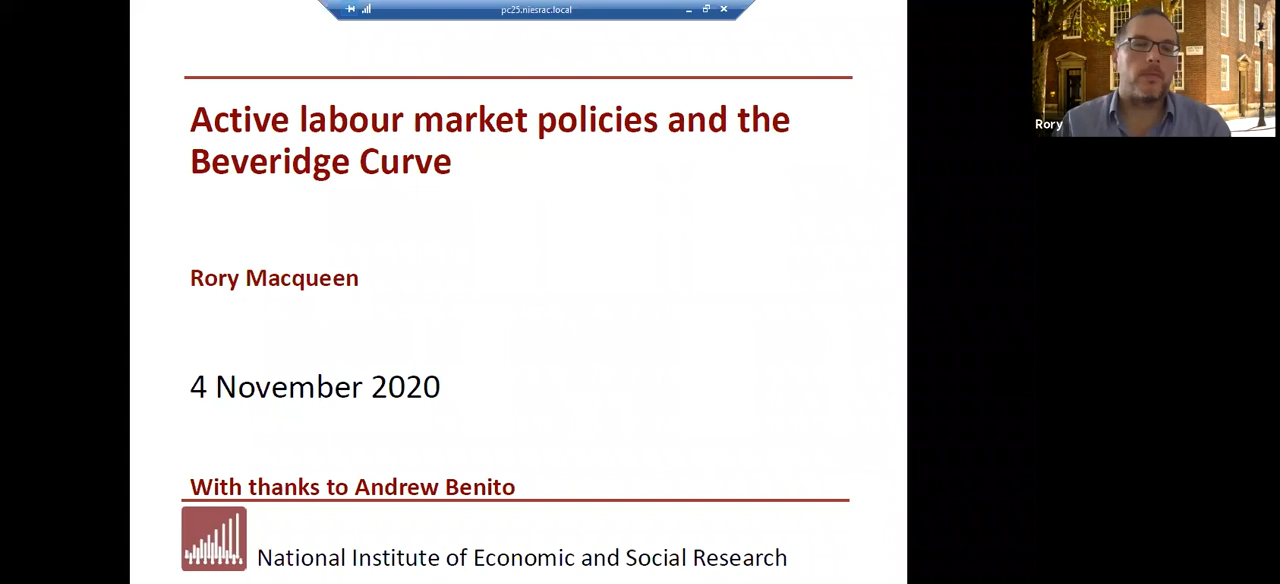 pc25.niesrac.local
Active labour market policies and the
Beveridge Curve
Rory
Rory Macqueen
4 November 2020
With thanks to Andrew Benito
National Institute of Economic and Social Research